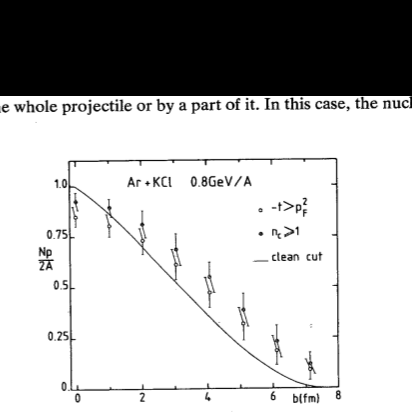 e whole projectile or by a part of it. In this case, the nucl
Ar + KCl 0.8GeV/A
1.0
0.75
0.5
0.25
0.
Np
2A
∘ -t>p_F^2
• n_c⩾1
— clean cut
0 2 4 6 8
b(fm)